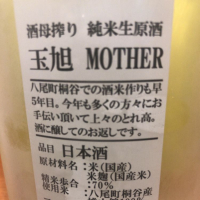 酒母搾り 純米生原酒
玉旭 MOTHER
八尾町桐谷での酒米作りも早
5年目。今年も多くの方々にお
手伝い頂いて上々のとれ高。
酒に醸してのお返しです。
品目 日本酒
原材料名:米(国産)
米麹(国産米)
精米歩合:70%
使用米:八尾町桐谷産